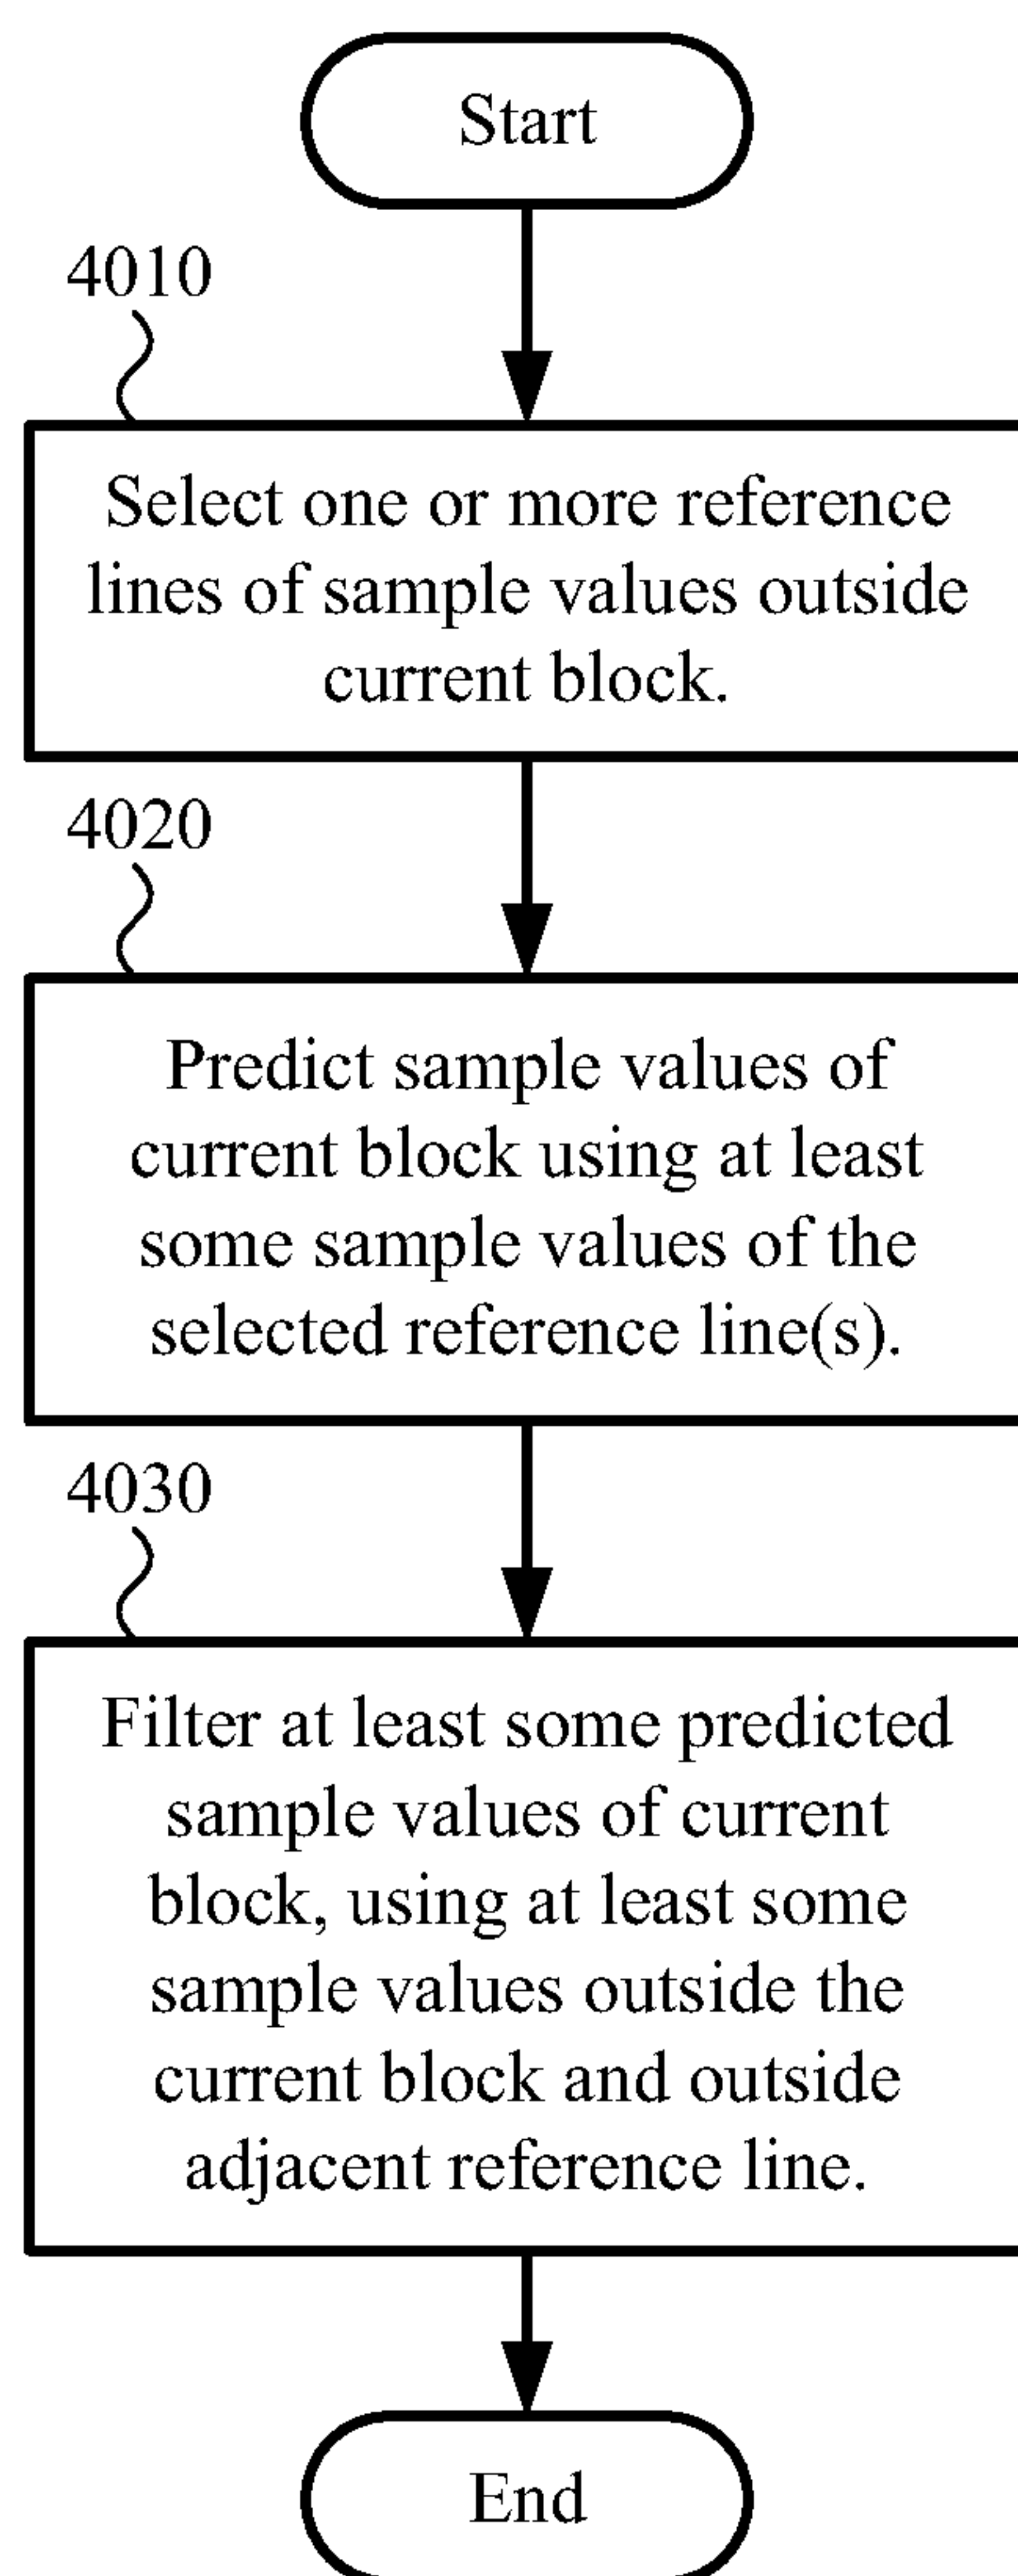 Start
4010
Select one or more reference
lines of sample values outside
current block.
4020
Predict sample values of
current block using at least
some sample values of the
selected reference line(s).
4030
Filter at least some predicted
sample values of current
block, using at least some
sample values outside the
current block and outside
adjacent reference line.
End